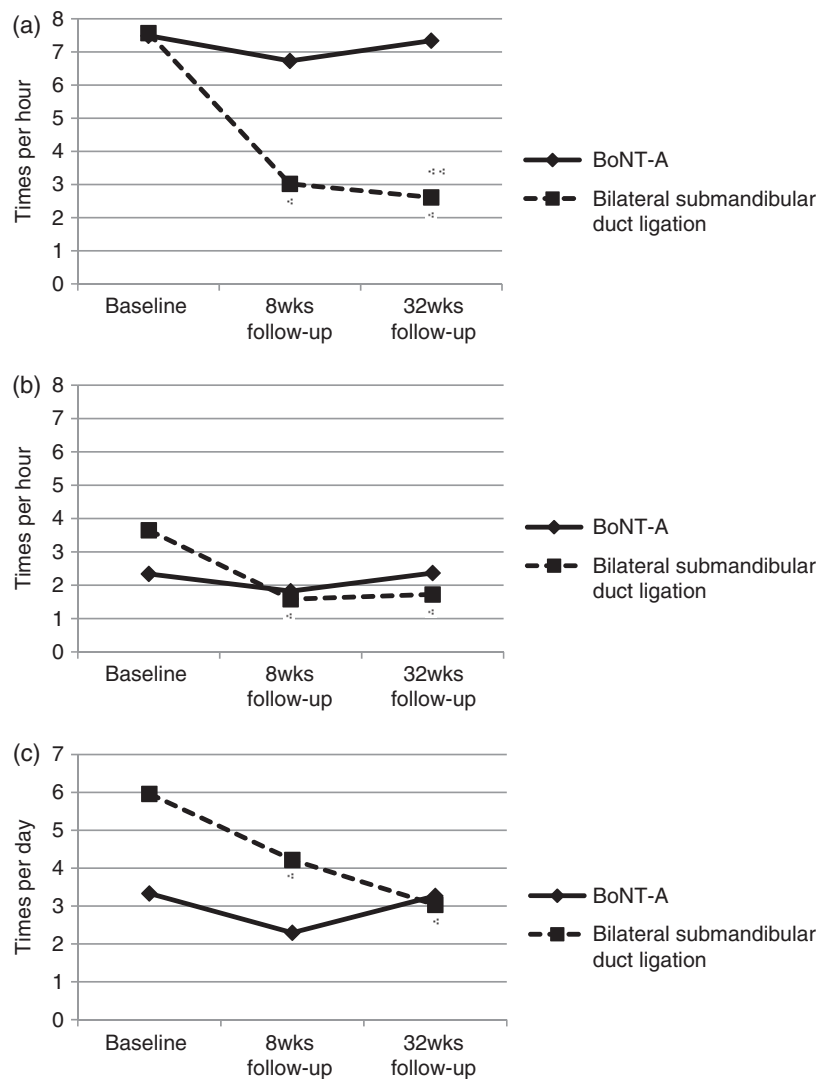 (a)
8
7
6
5
4
3
2
1
0
Times per hour
Baseline
8wks
follow-up
32wks
follow-up
BoNT-A
Bilateral submandibular
duct ligation
(b)
8
7
6
5
4
3
2
1
0
Times per hour
Baseline
8wks
follow-up
32wks
follow-up
BoNT-A
Bilateral submandibular
duct ligation
(c)
7
6
5
4
3
2
1
0
Times per day
Baseline
8wks
follow-up
32wks
follow-up
BoNT-A
Bilateral submandibular
duct ligation